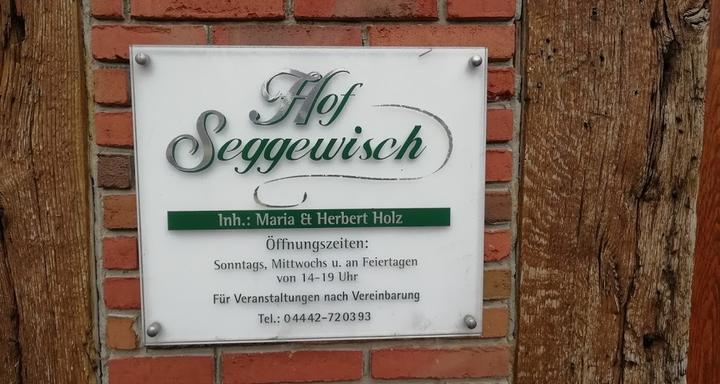 Hof
Seggewisch
Inh.: Maria & Herbert Holz
Öffnungszeiten:
Sonntags, Mittwochs u. an Feiertagen
von 14-19 Uhr
Für Veranstaltungen nach Vereinbarung
Tel.: 04442-720393